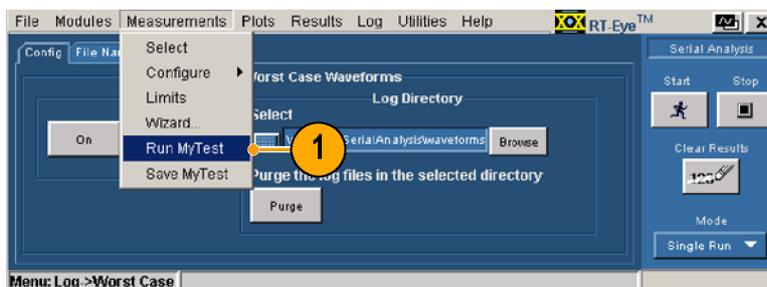 File Modules Measurements Plots Results Log Utilities Help RT-Eye™ X
Config File Na
Select
Configure
Limits
Wizard...
Run MyTest
Save MyTest
On
Worst Case Waveforms
Log Directory
Select
SerialAnalysis\waveforms Browse
Purge the log files in the selected directory
Purge
1
Serial Analysis
Start Stop
Clear Results
123
Mode
Single Run
Menu: Log->Worst Case